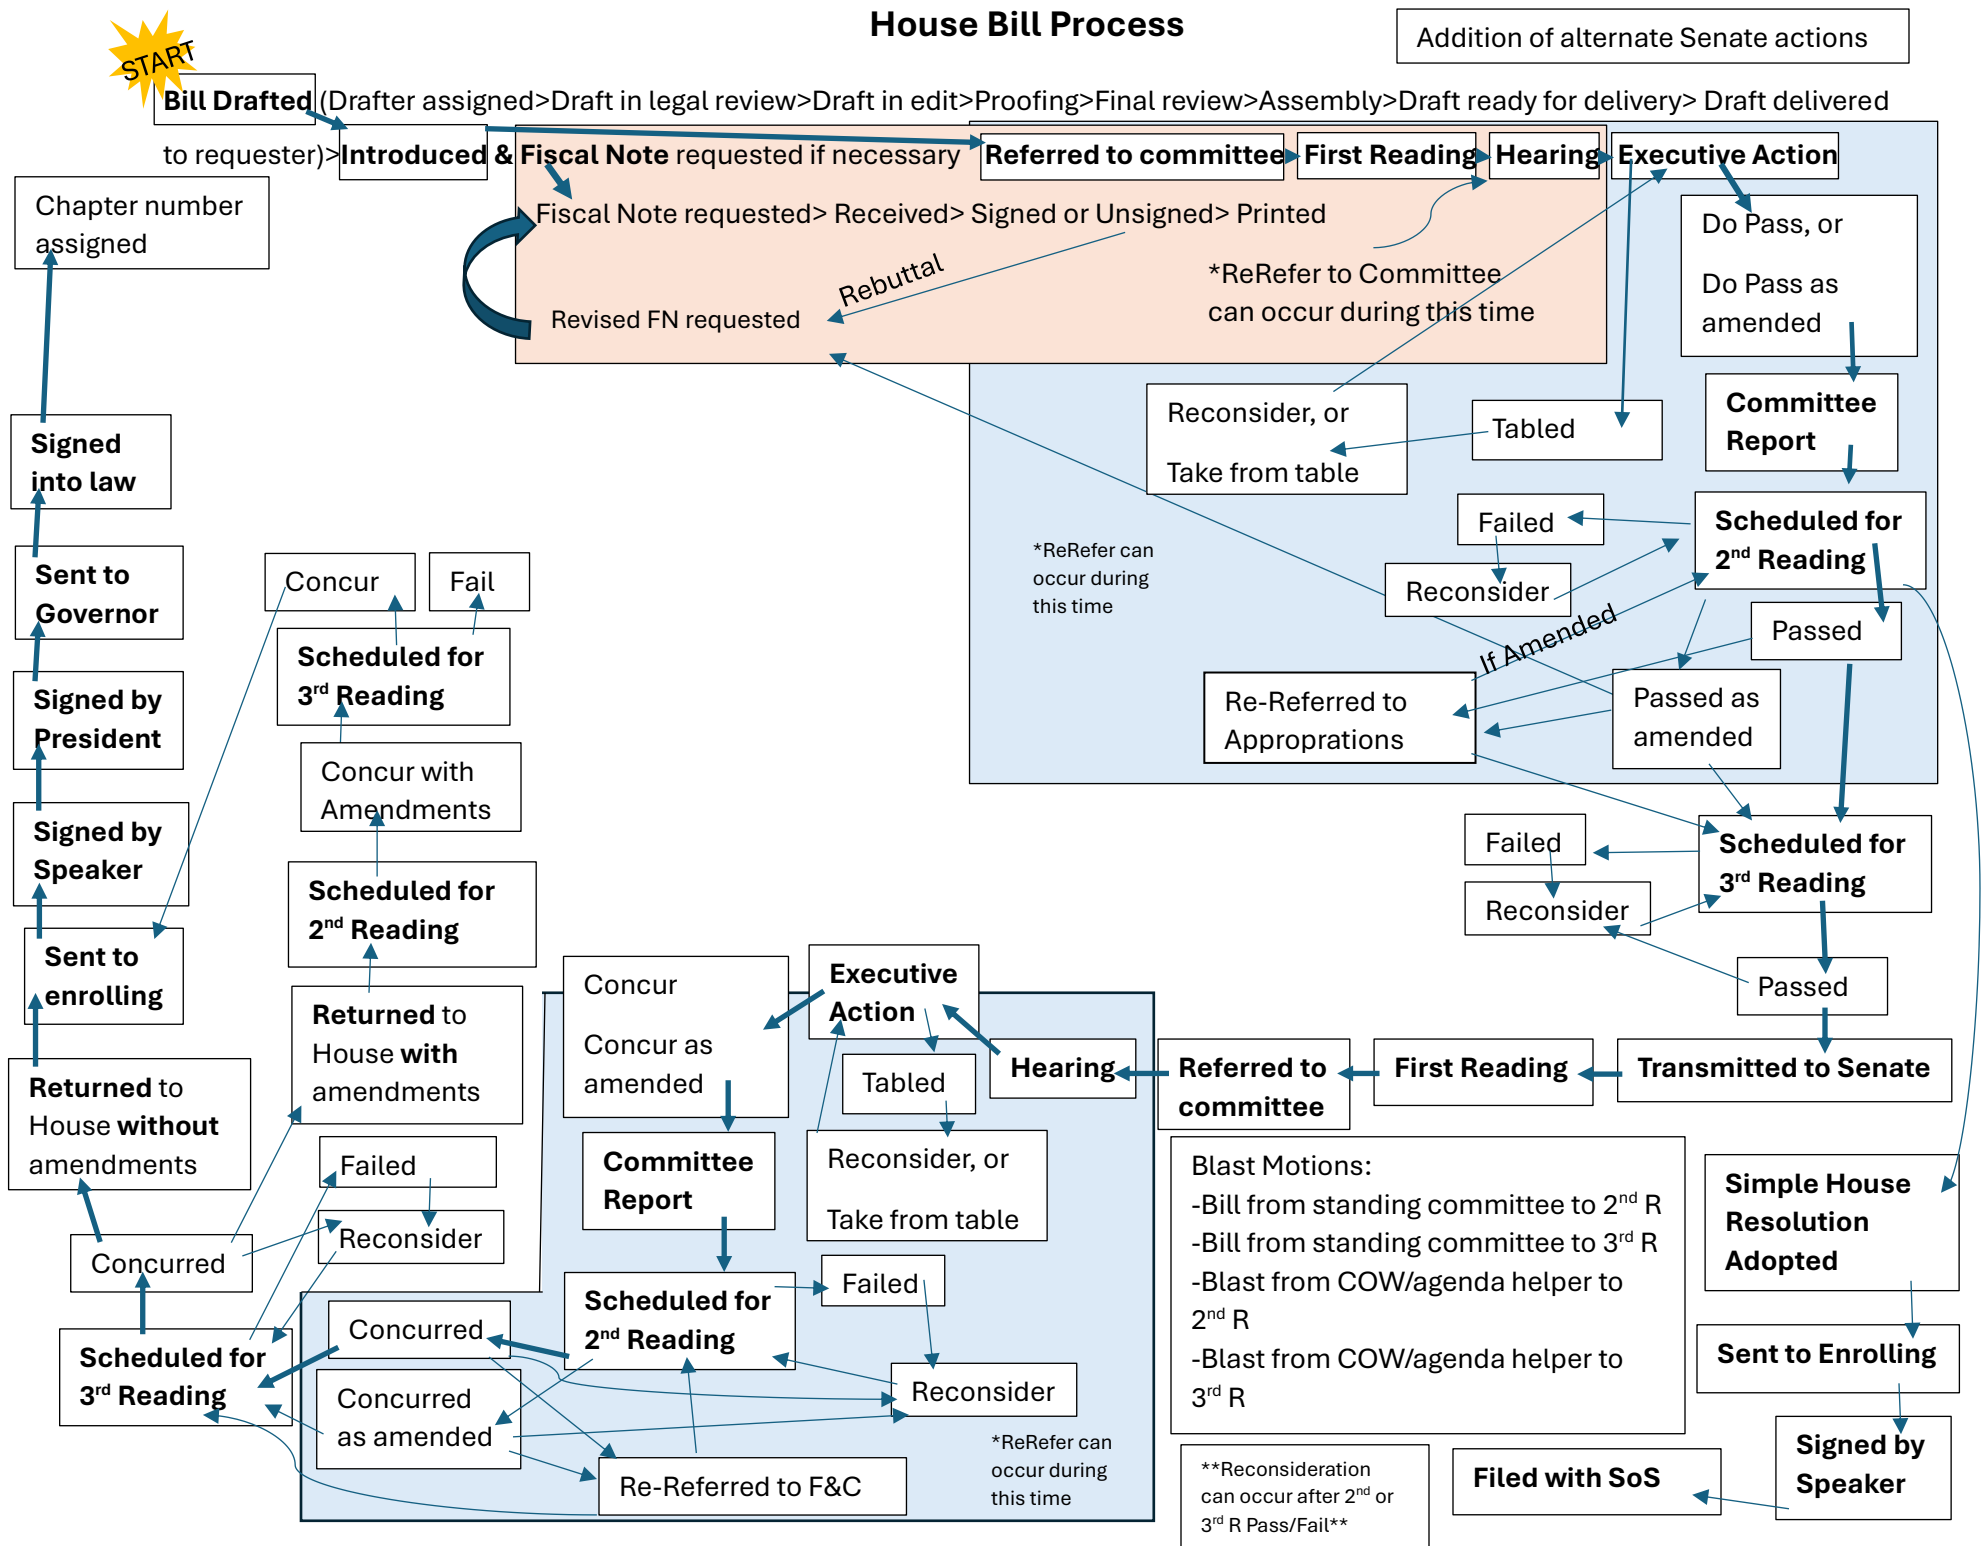 House Bill Process
Addition of alternate Senate actions
START
Bill Drafted (Drafter assigned>Draft in legal review>Draft in edit>Proofing>Final review>Assembly>Draft ready for delivery> Draft delivered
to requester)>Introduced & Fiscal Note requested if necessary
Referred to committee
First Reading
Hearing
Executive Action
Fiscal Note requested> Received> Signed or Unsigned> Printed
Rebuttal
Revised FN requested
*ReRefer to Committee
can occur during this time
Do Pass, or
Do Pass as
amended
Committee
Report
Reconsider, or
Take from table
Tabled
Scheduled for
2nd Reading
Failed
Reconsider
*ReRefer can
occur during
this time
If Amended
Passed
Passed as
amended
Re-Referred to
Approprations
Scheduled for
3rd Reading
Failed
Reconsider
Passed
Transmitted to Senate
First Reading
Referred to
committee
Hearing
Executive
Action
Tabled
Reconsider, or
Take from table
Concur
Concur as
amended
Committee
Report
Scheduled for
2nd Reading
Failed
Reconsider
Concurred
Concurred
as amended
Re-Referred to F&C
*ReRefer can
occur during
this time
Scheduled for
3rd Reading
Concurred
Failed
Reconsider
Returned to
House without
amendments
Returned to
House with
amendments
Scheduled for
2nd Reading
Concur with
Amendments
Scheduled for
3rd Reading
Concur
Fail
Sent to
enrolling
Signed by
Speaker
Signed by
President
Sent to
Governor
Signed
into law
Chapter number
assigned
Blast Motions:
-Bill from standing committee to 2nd R
-Bill from standing committee to 3rd R
-Blast from COW/agenda helper to
2nd R
-Blast from COW/agenda helper to
3rd R
**Reconsideration
can occur after 2nd or
3rd R Pass/Fail**
Simple House
Resolution
Adopted
Sent to Enrolling
Signed by
Speaker
Filed with SoS